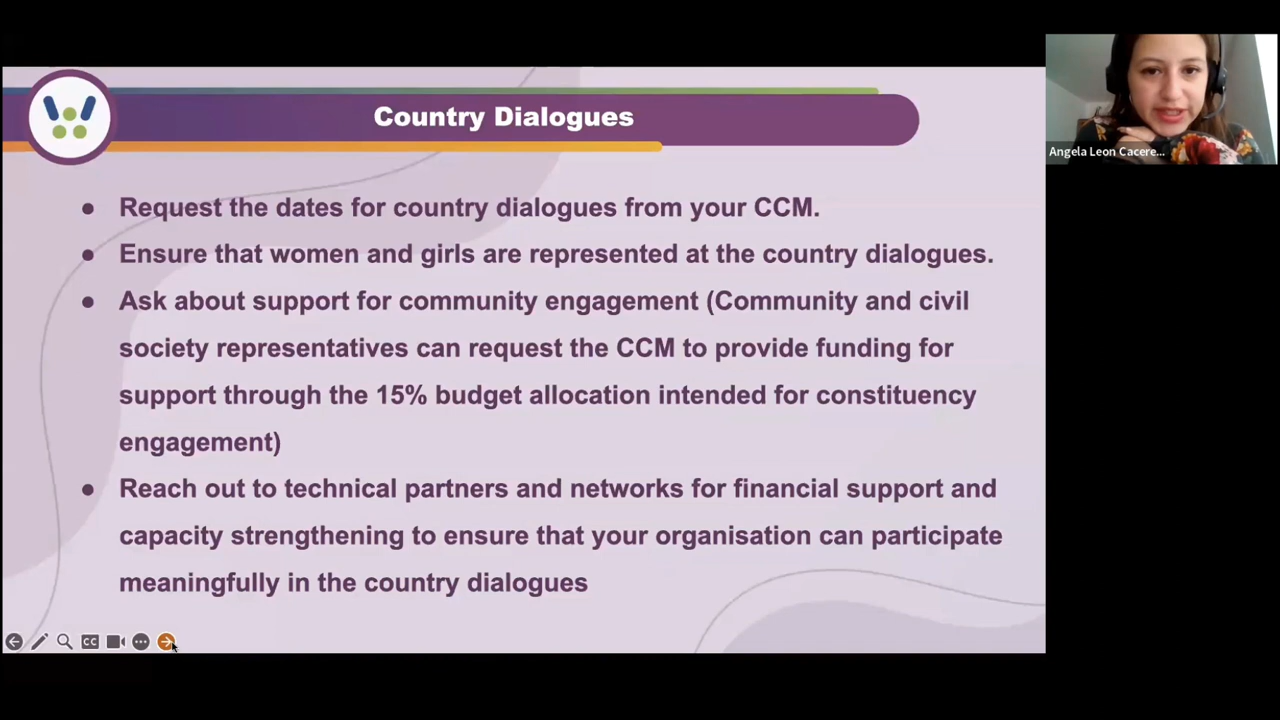 Country Dialogues
● Request the dates for country dialogues from your CCM.
● Ensure that women and girls are represented at the country dialogues.
● Ask about support for community engagement (Community and civil
society representatives can request the CCM to provide funding for
support through the 15% budget allocation intended for constituency
engagement)
● Reach out to technical partners and networks for financial support and
capacity strengthening to ensure that your organisation can participate
meaningfully in the country dialogues
CC
Angela Leon Cacere...